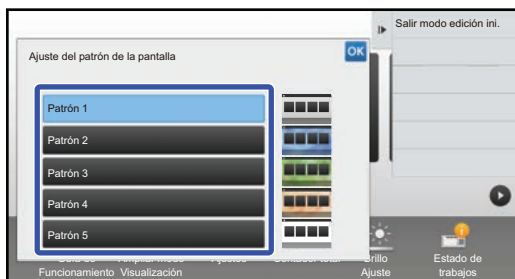 Salir modo edición ini.
Ajuste del patrón de la pantalla
OK
Patrón 1
Patrón 2
Patrón 3
Patrón 4
Patrón 5
Funcionamiento
Visualización
Brillo
Ajuste
Estado de
trabajos